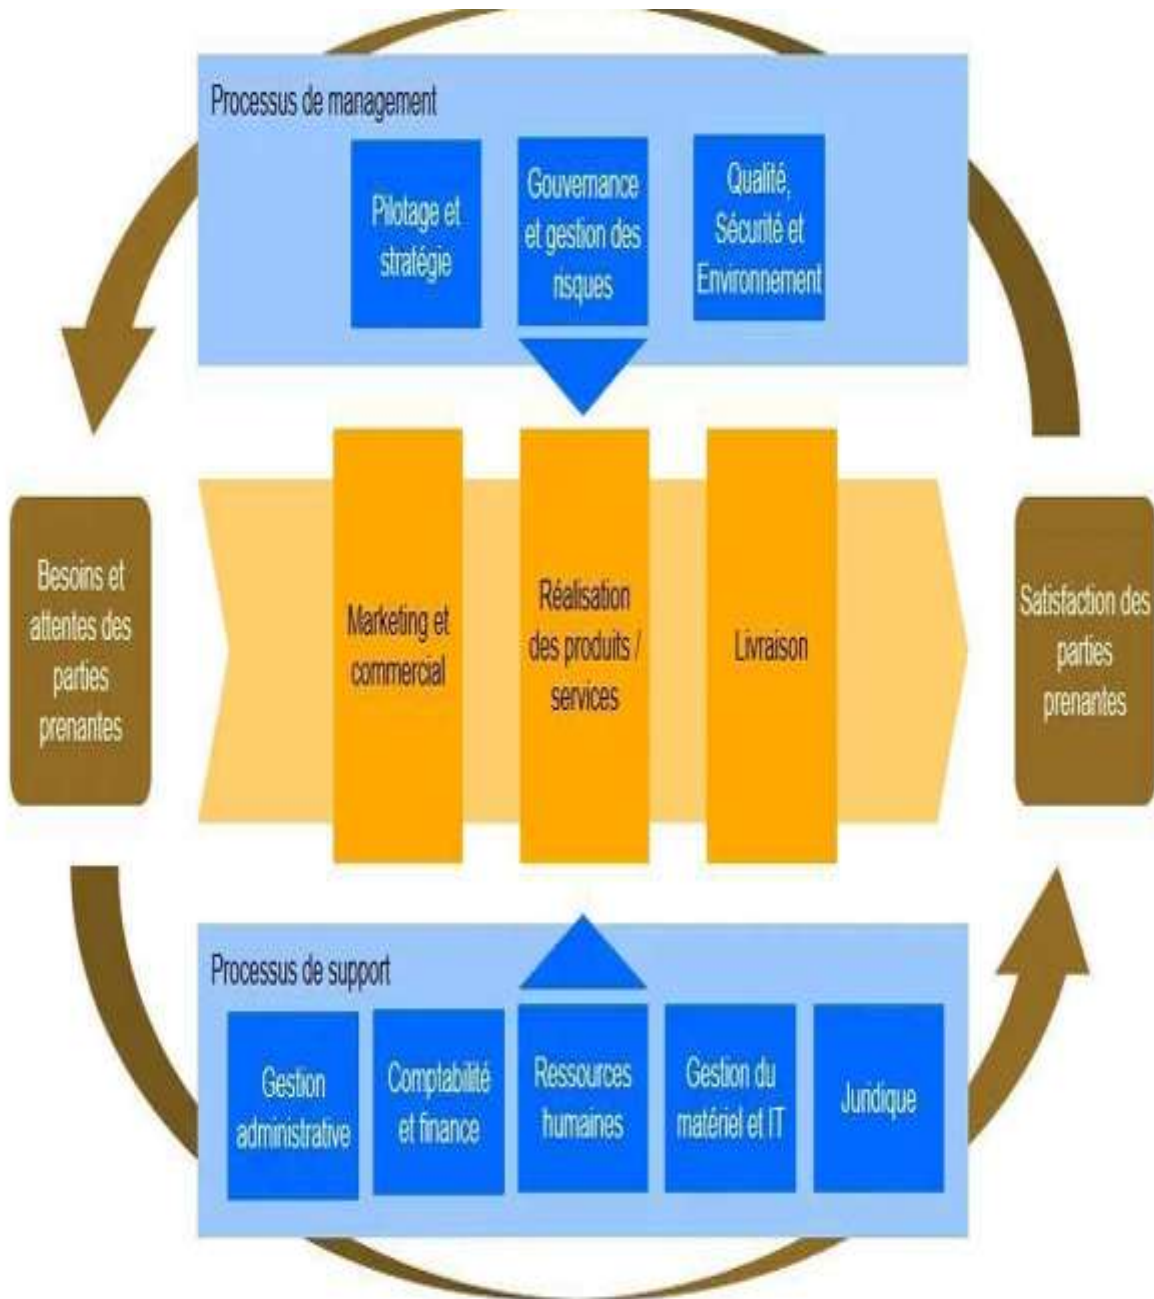 Processus de management
Pilotage et
stratégie
Gouvernance
et gestion des
risques
Qualité,
Sécurité et
Environnement
Besoins et
attentes des
parties
prenantes
Marketing et
commercial
Réalisation
des produits /
services
Livraison
Satisfaction des
parties
prenantes
Processus de support
Gestion
administrative
Comptabilité
et finance
Ressources
humaines
Gestion du
matériel et IT
Juridique